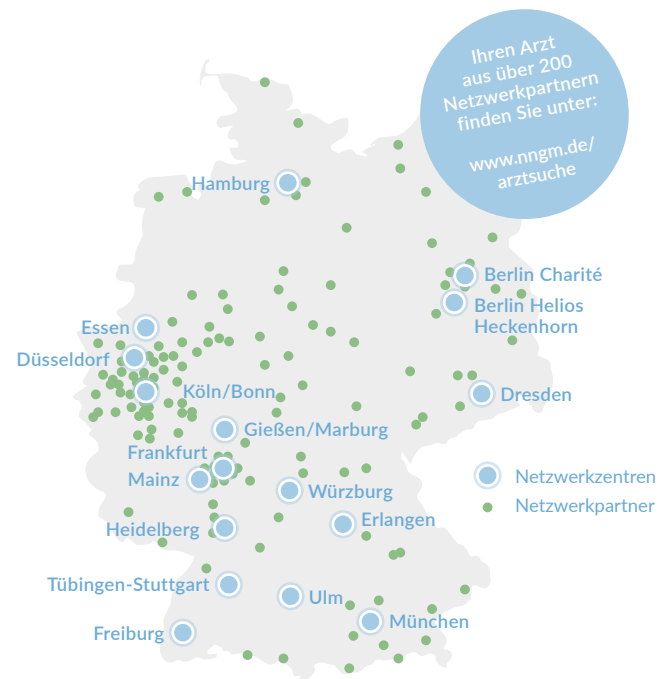 Ihren Arzt
aus über 200
Netzwerkpartnern
finden Sie unter:
www.nngm.de/
arztsuche
Hamburg
Berlin Charité
Berlin Helios
Heckenhorn
Essen
Düsseldorf
Köln/Bonn
Dresden
Gießen/Marburg
Frankfurt
Mainz
Würzburg
Netzwerkzentren
Netzwerkpartner
Erlangen
Heidelberg
Tübingen-Stuttgart
Ulm
München
Freiburg